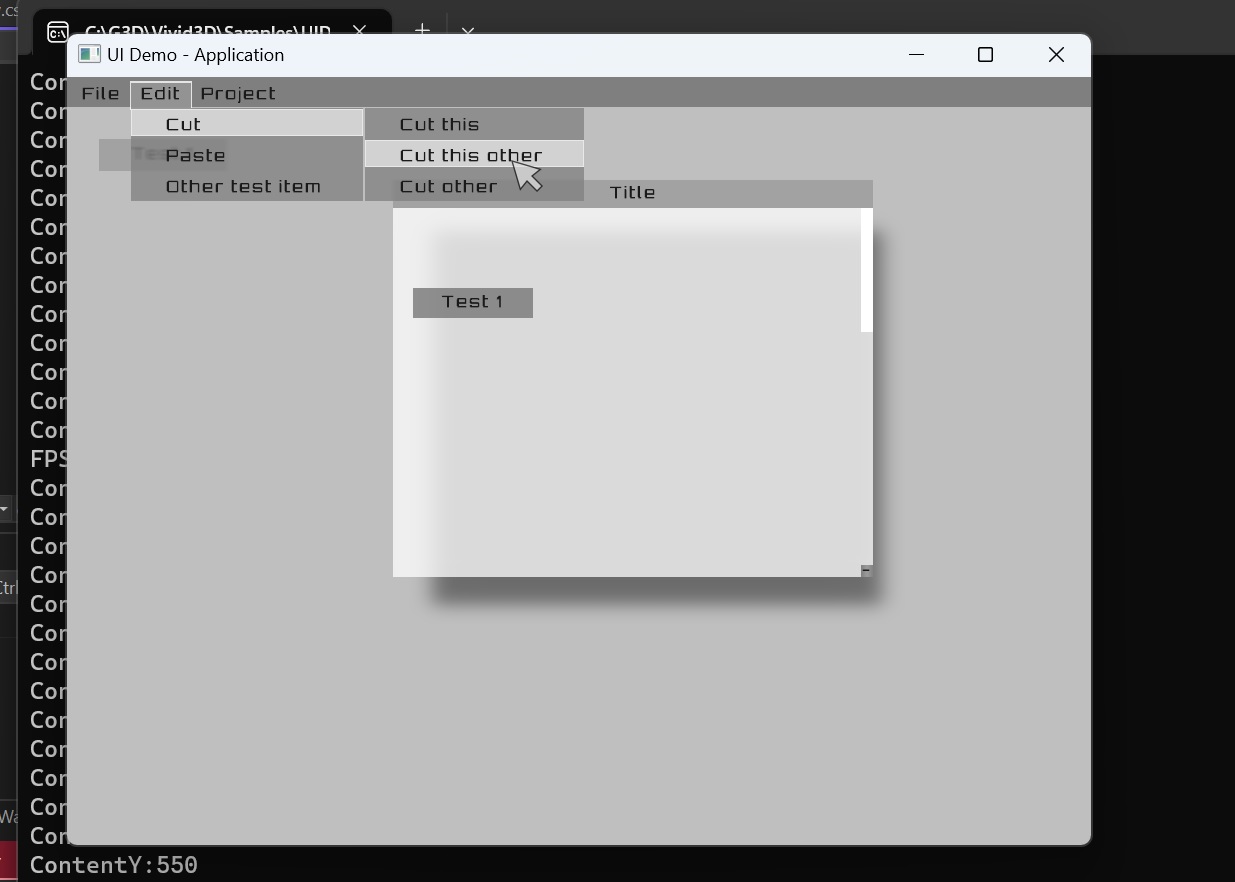 C:\G3D\Vivid3D\Samples\UID
UI Demo - Application
File Edit Project
Cut
Paste
Other test item
Cut this
Cut this other
Cut other
Title
Test 1
Cor
Cor
Cor
Cor
Cor
Cor
Cor
Cor
Cor
Cor
Cor
Cor
Cor
FPS
Cor
Cor
Cor
Cor
Cor
Cor
Cor
Cor
Cor
Cor
Cor
Cor
Cor
ContentY:550